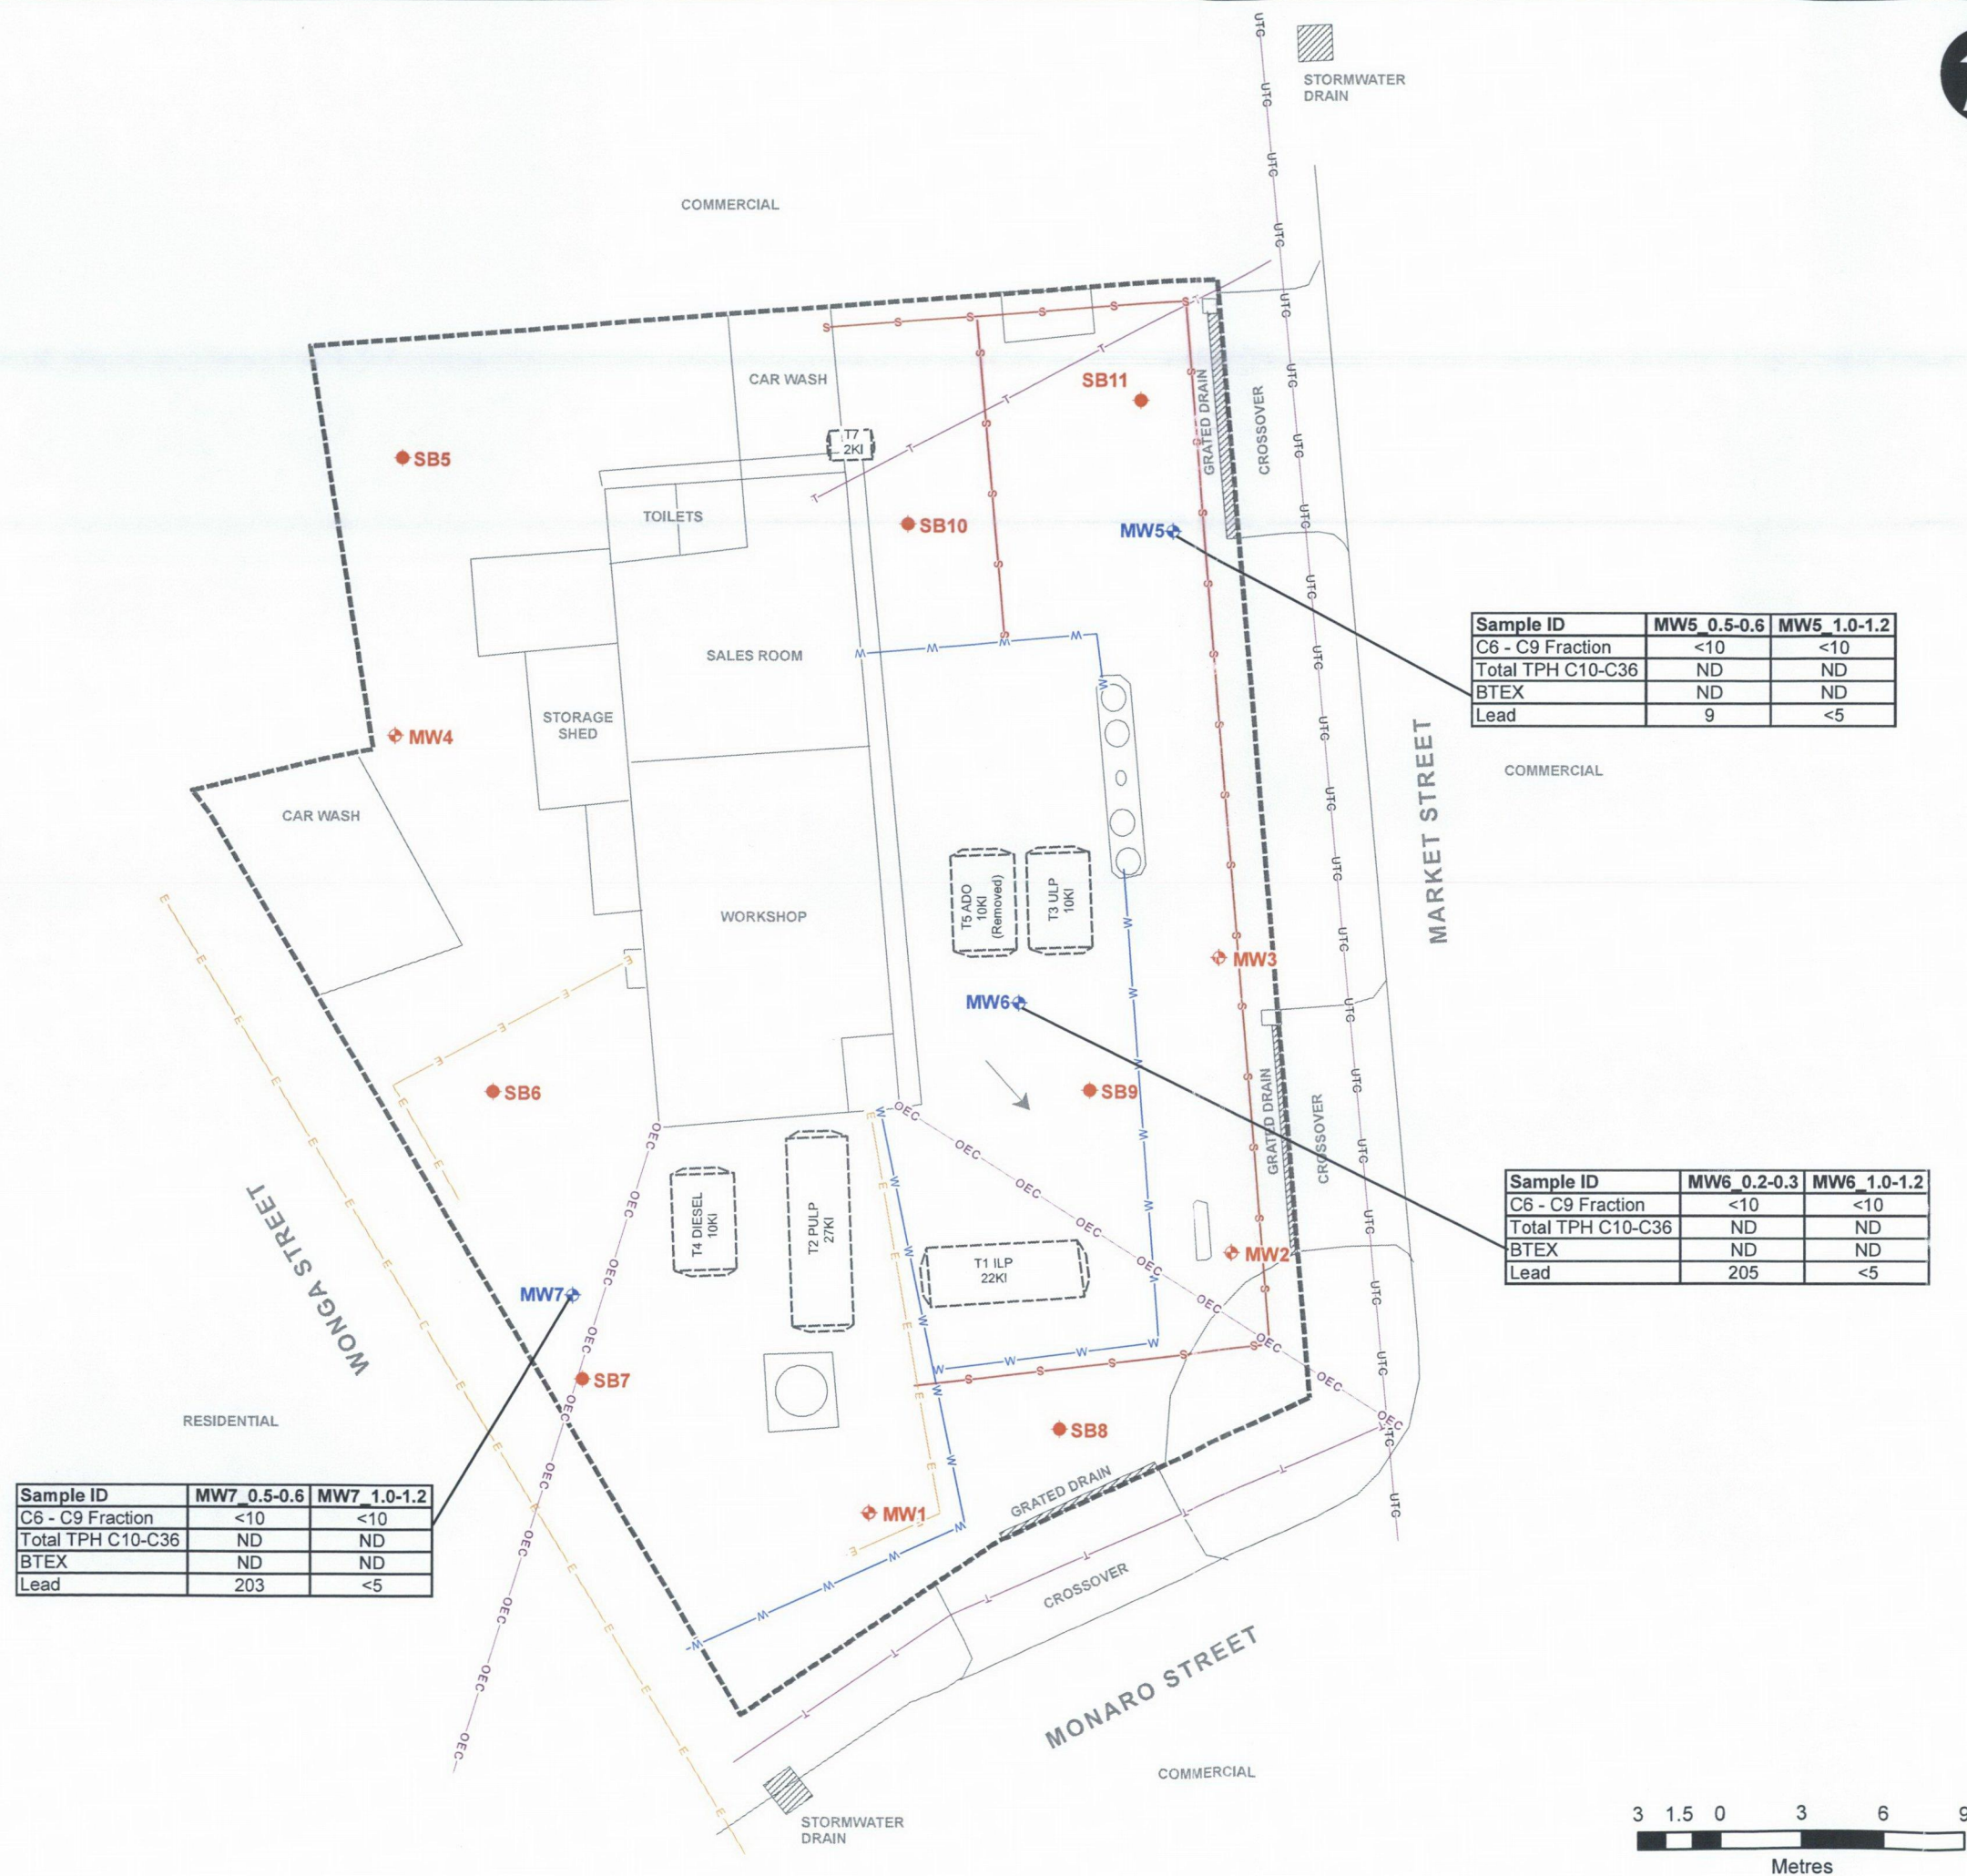 STORMWATER
DRAIN
COMMERCIAL
CAR WASH
T7
2Kl
SB11
SB5
GRATED DRAIN
CROSSOVER
TOILETS
SB10
MW5
Sample ID MW5_0.5-0.6 MW5_1.0-1.2
C6 - C9 Fraction <10 <10
Total TPH C10-C36 ND ND
BTEX ND ND
Lead 9 <5
SALES ROOM
STORAGE
SHED
MW4
MARKET STREET
COMMERCIAL
CAR WASH
T5 ADO
10Kl
(Removed)
T3 ULP
10Kl
WORKSHOP
MW3
MW6
SB6
SB9
GRATED DRAIN
CROSSOVER
Sample ID MW6_0.2-0.3 MW6_1.0-1.2
C6 - C9 Fraction <10 <10
Total TPH C10-C36 ND ND
BTEX ND ND
Lead 205 <5
WONGA STREET
T4 DIESEL
10Kl
T2 PULP
27Kl
T1 ILP
22Kl
MW2
MW7
SB7
RESIDENTIAL
SB8
GRATED DRAIN
Sample ID MW7_0.5-0.6 MW7_1.0-1.2
C6 - C9 Fraction <10 <10
Total TPH C10-C36 ND ND
BTEX ND ND
Lead 203 <5
MW1
CROSSOVER
MONARO STREET
COMMERCIAL
STORMWATER
DRAIN
3 1.5 0 3 6 9
Metres